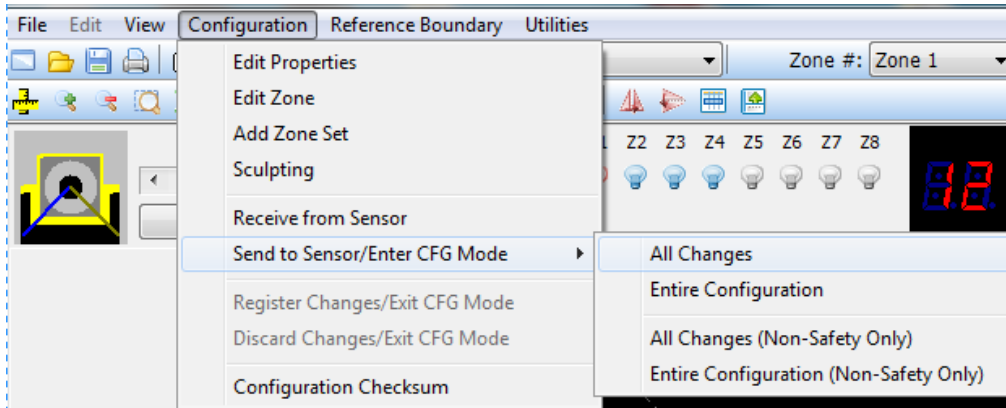 File Edit View Configuration Reference Boundary Utilities
Zone #: Zone 1
Z2 Z3 Z4 Z5 Z6 Z7 Z8
12
Edit Properties
Edit Zone
Add Zone Set
Sculpting
Receive from Sensor
Send to Sensor/Enter CFG Mode
Register Changes/Exit CFG Mode
Discard Changes/Exit CFG Mode
Configuration Checksum
All Changes
Entire Configuration
All Changes (Non-Safety Only)
Entire Configuration (Non-Safety Only)